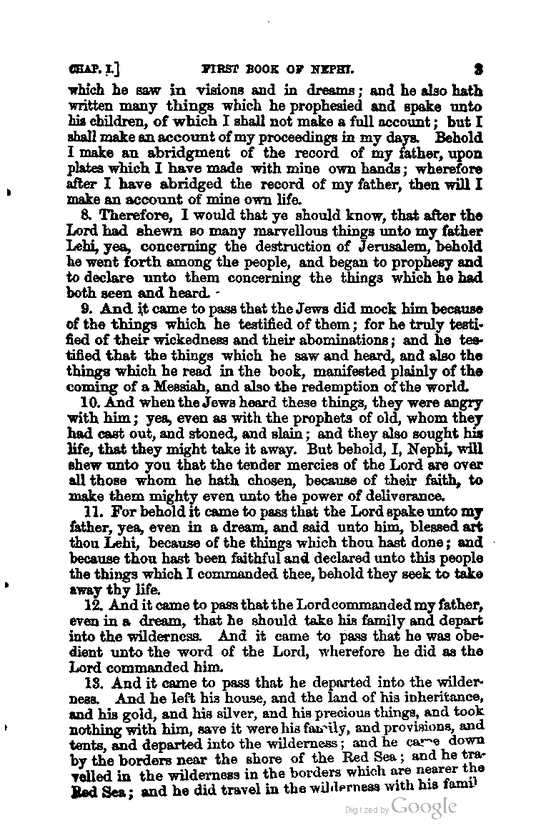 CHAP. I.] FIRST BOOK OF NEPHI. 3
which he saw in visions and in dreams; and he also hath
written many things which he prophesied and spake unto
his children, of which I shall not make a full account; but I
shall make an account of my proceedings in my days. Behold
I make an abridgment of the record of my father, upon
plates which I have made with mine own hands; wherefore
after I have abridged the record of my father, then will I
make an account of mine own life.
8. Therefore, I would that ye should know, that after the
Lord had shewn so many marvellous things unto my father
Lehi, yea, concerning the destruction of Jerusalem, behold
he went forth among the people, and began to prophesy and
to declare unto them concerning the things which he had
both seen and heard.
9. And it came to pass that the Jews did mock him because
of the things which he testified of them; for he truly testi-
fied of their wickedness and their abominations; and he tes-
tified that the things which he saw and heard, and also the
things which he read in the book, manifested plainly of the
coming of a Messiah, and also the redemption of the world.
10. And when the Jews heard these things, they were angry
with him; yea, even as with the prophets of old, whom they
had cast out, and stoned, and slain; and they also sought his
life, that they might take it away. But behold, I, Nephi, will
shew unto you that the tender mercies of the Lord are over
all those whom he hath chosen, because of their faith, to
make them mighty even unto the power of deliverance.
11. For behold it came to pass that the Lord spake unto my
father, yea, even in a dream, and said unto him, blessed art
thou Lehi, because of the things which thou hast done; and
because thou hast been faithful and declared unto this people
the things which I commanded thee, behold they seek to take
away thy life.
12. And it came to pass that the Lord commanded my father,
even in a dream, that he should take his family and depart
into the wilderness. And it came to pass that he was obe-
dient unto the word of the Lord, wherefore he did as the
Lord commanded him.
13. And it came to pass that he departed into the wilder-
ness. And he left his house, and the land of his inheritance,
and his gold, and his silver, and his precious things, and took
nothing with him, save it were his family, and provisions, and
tents, and departed into the wilderness; and he came down
by the borders near the shore of the Red Sea; and he tra-
velled in the wilderness in the borders which are nearer the
Red Sea; and he did travel in the wilderness with his famil
Digitized by Google